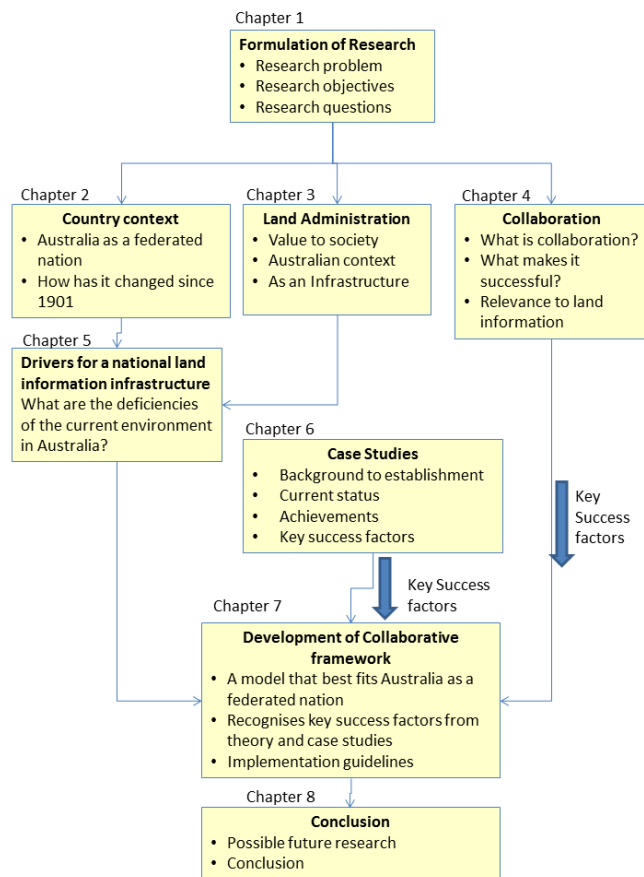 Chapter 1
Formulation of Research
• Research problem
• Research objectives
• Research questions
Chapter 2
Country context
• Australia as a federated
nation
• How has it changed since
1901
Chapter 3
Land Administration
• Value to society
• Australian context
• As an Infrastructure
Chapter 4
Collaboration
• What is collaboration?
• What makes it
successful?
• Relevance to land
information
Chapter 5
Drivers for a national land
information infrastructure
What are the deficiencies
of the current environment
in Australia?
Chapter 6
Case Studies
• Background to establishment
• Current status
• Achievements
• Key success factors
Key
Success
factors
Key Success
factors
Chapter 7
Development of Collaborative
framework
• A model that best fits Australia as a
federated nation
• Recognises key success factors from
theory and case studies
• Implementation guidelines
Chapter 8
Conclusion
• Possible future research
• Conclusion